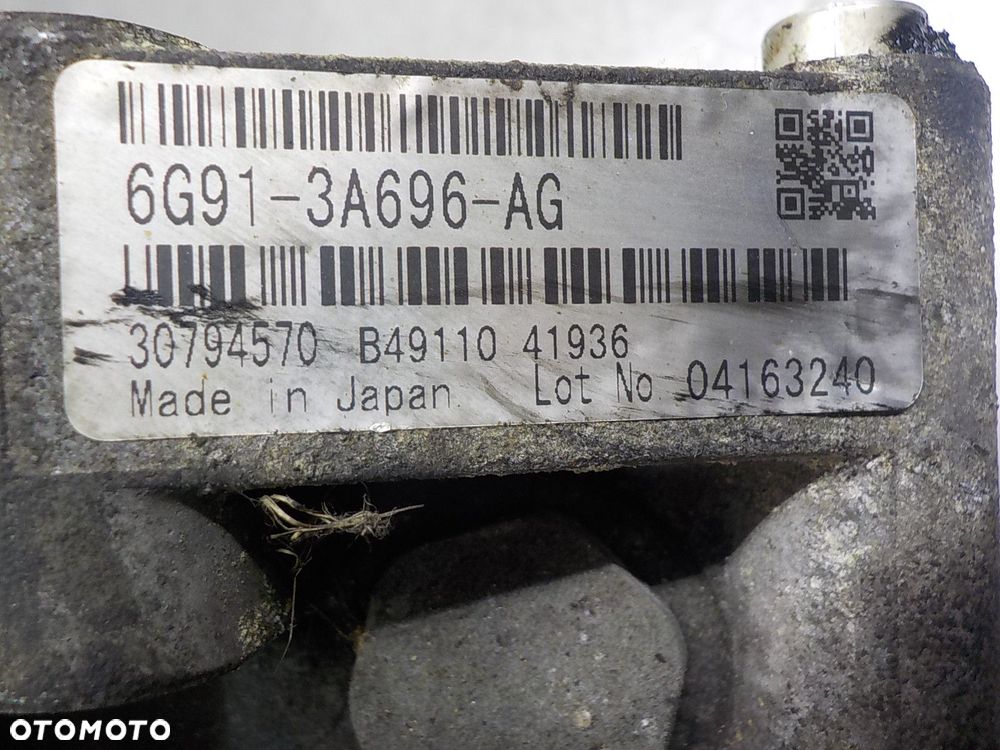 6G91-3A696-AG
30794570 B49110 41936
Made in Japan Lot No 04163240
OTOMOTO